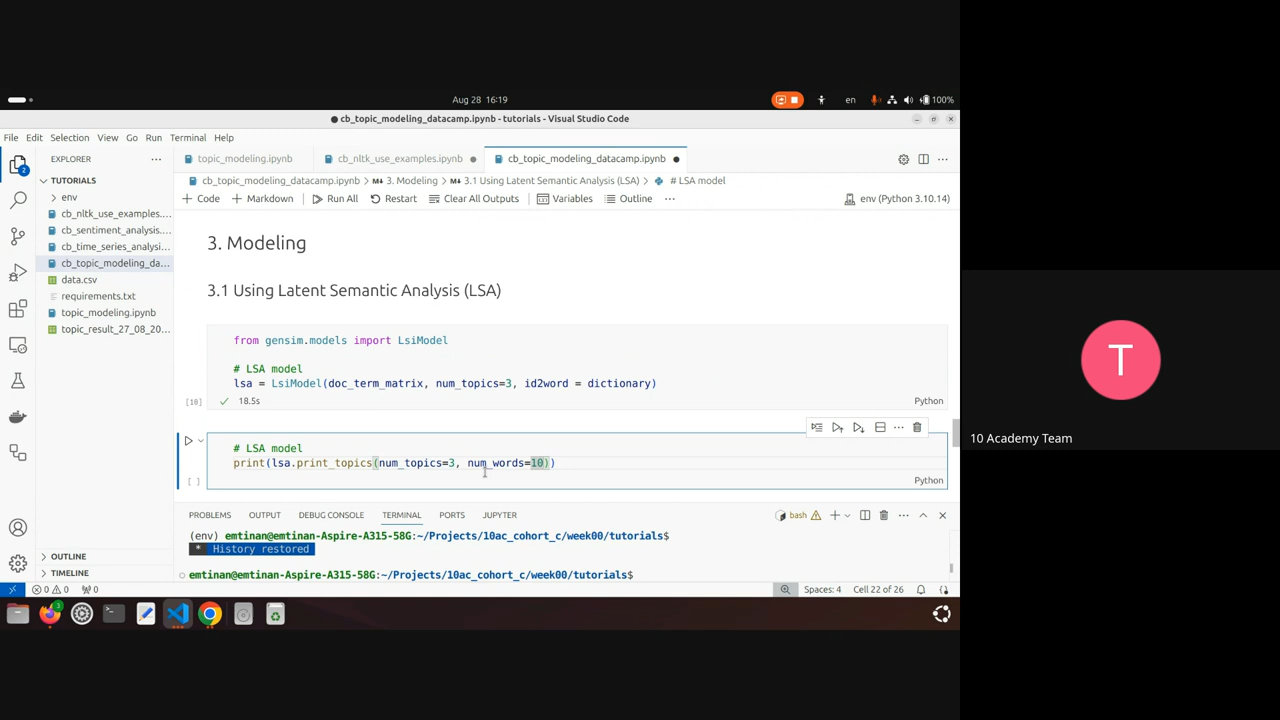 Aug 28 16:19
en
100%
cb_topic_modeling_datacamp.ipynb - tutorials - Visual Studio Code
File Edit Selection View Go Run Terminal Help
EXPLORER
topic_modeling.ipynb
cb_nltk_use_examples.ipynb
cb_topic_modeling_datacamp.ipynb
TUTORIALS
cb_topic_modeling_datacamp.ipynb > M↓ 3. Modeling > M↓ 3.1 Using Latent Semantic Analysis (LSA) > # LSA model
env
+ Code + Markdown Run All Restart Clear All Outputs Variables Outline ... env (Python 3.10.14)
cb_nltk_use_examples....
cb_sentiment_analysis....
cb_time_series_analysi...
cb_topic_modeling_da...
data.csv
requirements.txt
topic_modeling.ipynb
topic_result_27_08_20...
3. Modeling
3.1 Using Latent Semantic Analysis (LSA)
from gensim.models import LsiModel
# LSA model
lsa = LsiModel(doc_term_matrix, num_topics=3, id2word = dictionary)
[18] 18.5s Python
# LSA model
print(lsa.print_topics(num_topics=3, num_words=10))
[ ] Python
PROBLEMS OUTPUT DEBUG CONSOLE TERMINAL PORTS JUPYTER bash
(env) emtinan@emtinan-Aspire-A315-58G:~/Projects/10ac_cohort_c/week00/tutorials$
* History restored
emtinan@emtinan-Aspire-A315-58G:~/Projects/10ac_cohort_c/week00/tutorials$
OUTLINE
TIMELINE
0 0 0 Spaces: 4 Cell 22 of 26
2
3
T
10 Academy Team